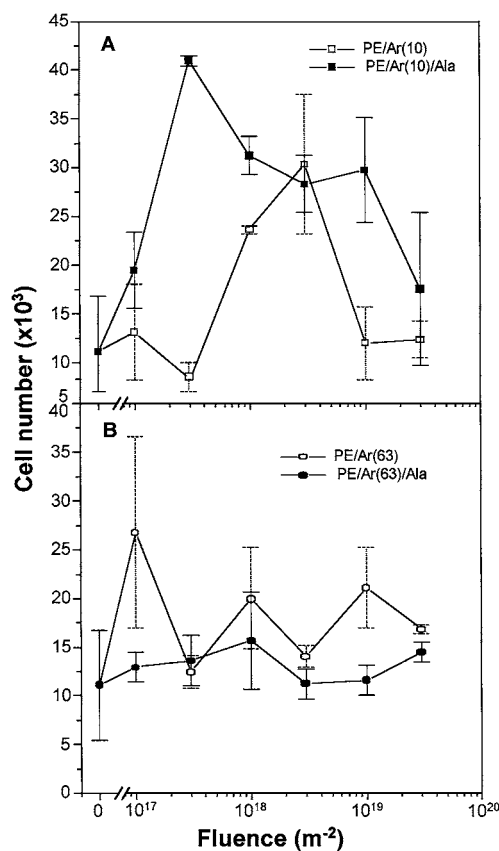 A
PE/Ar(10)
PE/Ar(10)/Ala
45
40
35
30
25
20
15
10
5
B
PE/Ar(63)
PE/Ar(63)/Ala
40
35
30
25
20
15
10
5
0
Cell number (x10³)
0 10¹⁷ 10¹⁸ 10¹⁹ 10²⁰
Fluence (m⁻²)